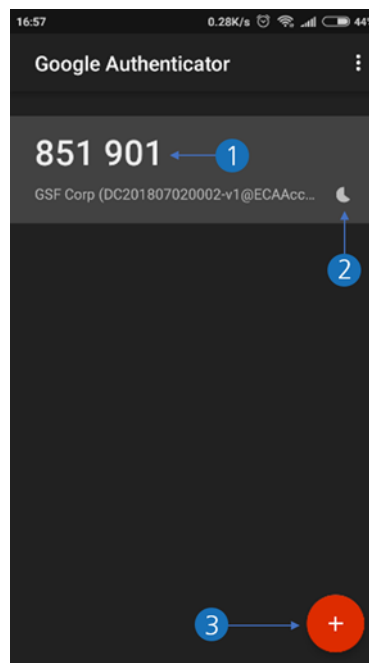 16:57 0.28K/s 44%
Google Authenticator
851 901 1
GSF Corp (DC201807020002-v1@ECAAcc...
2
3 +